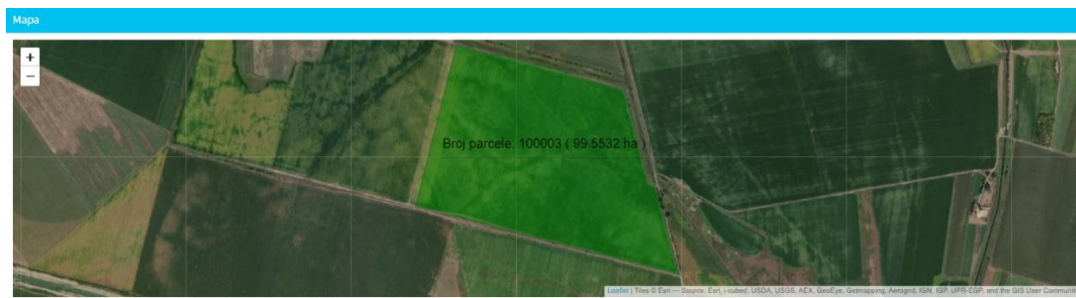 Mapa
+
−
Broj parcele: 100003 ( 99.5532 ha )
Leaflet | Tiles © Esri — Source: Esri, i-cubed, USDA, USGS, AEX, GeoEye, Getmapping, Aerogrid, IGN, IGP, UPR-EGP, and the GIS User Communi